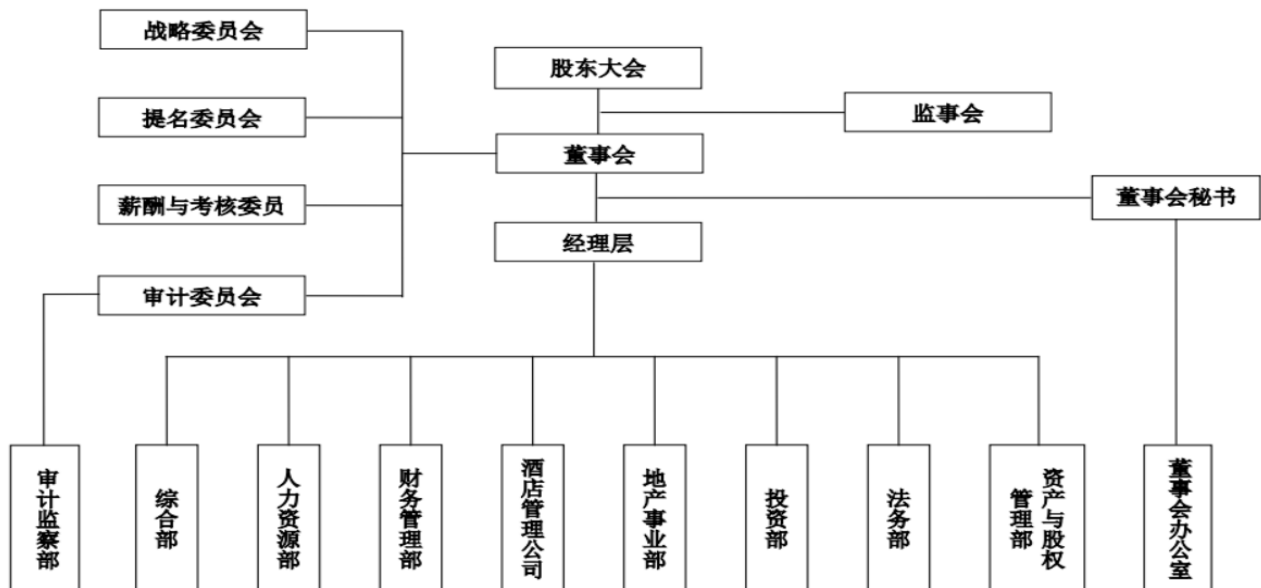 战略委员会
股东大会
提名委员会
监事会
董事会
薪酬与考核委员
董事会秘书
经理层
审计委员会
审计监察部
综合部
人力资源部
财务管理部
酒店管理公司
地产事业部
投资部
法务部
资产与股权
管理部
董事会办公室